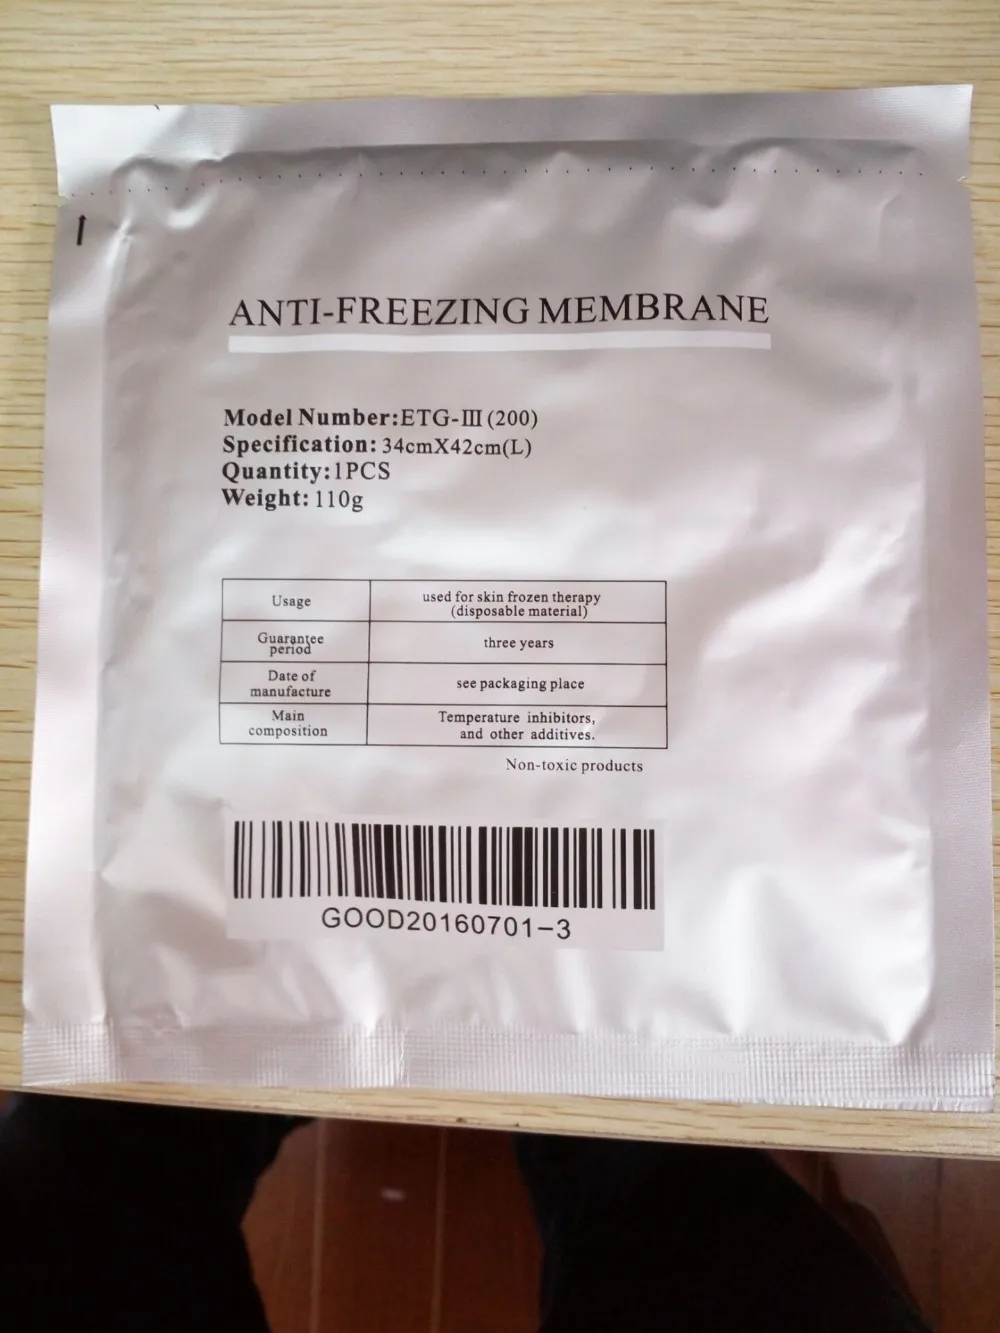 ANTI-FREEZING MEMBRANE
Model Number:ETG-Ⅲ(200)
Specification: 34cmX42cm(L)
Quantity:1PCS
Weight: 110g
Usage
used for skin frozen therapy
(disposable material)
Guarantee
period
three years
Date of
manufacture
see packaging place
Main
composition
Temperature inhibitors,
and other additives.
Non-toxic products
GOOD20160701-3